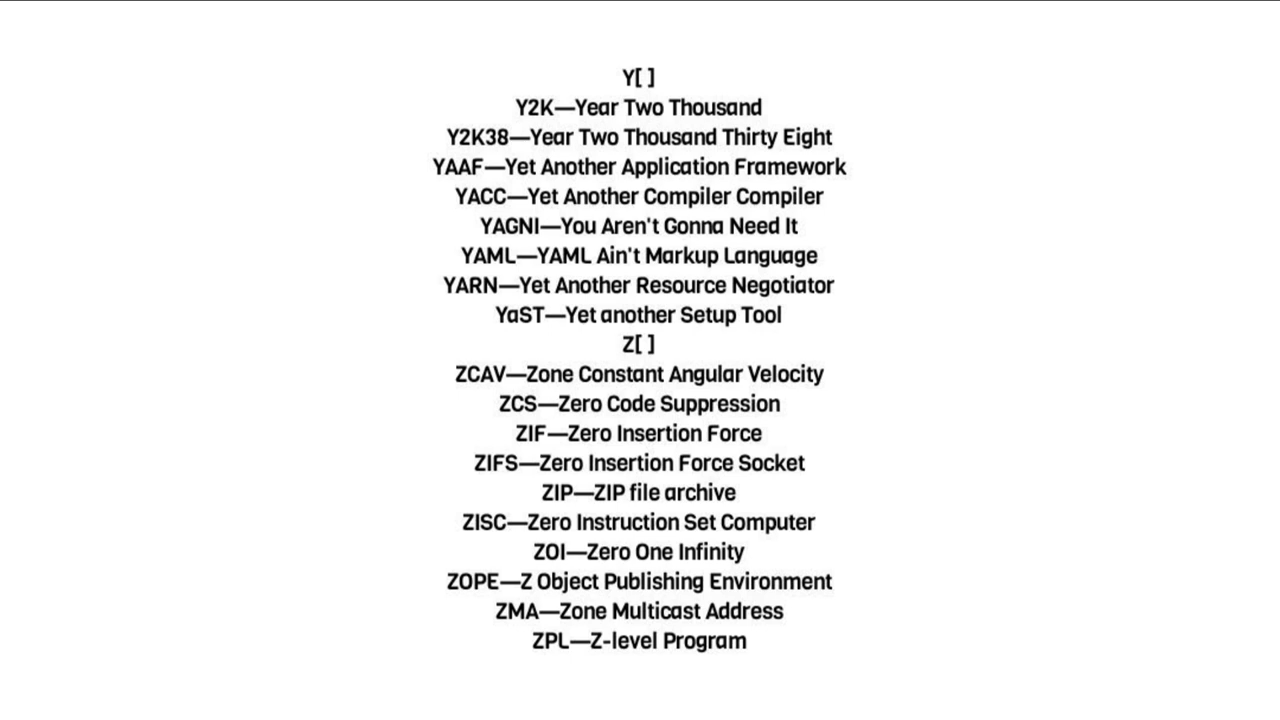 Y[ ]
Y2K—Year Two Thousand
Y2K38—Year Two Thousand Thirty Eight
YAAF—Yet Another Application Framework
YACC—Yet Another Compiler Compiler
YAGNI—You Aren't Gonna Need It
YAML—YAML Ain't Markup Language
YARN—Yet Another Resource Negotiator
YaST—Yet another Setup Tool
Z[ ]
ZCAV—Zone Constant Angular Velocity
ZCS—Zero Code Suppression
ZIF—Zero Insertion Force
ZIFS—Zero Insertion Force Socket
ZIP—ZIP file archive
ZISC—Zero Instruction Set Computer
ZOI—Zero One Infinity
ZOPE—Z Object Publishing Environment
ZMA—Zone Multicast Address
ZPL—Z-level Program